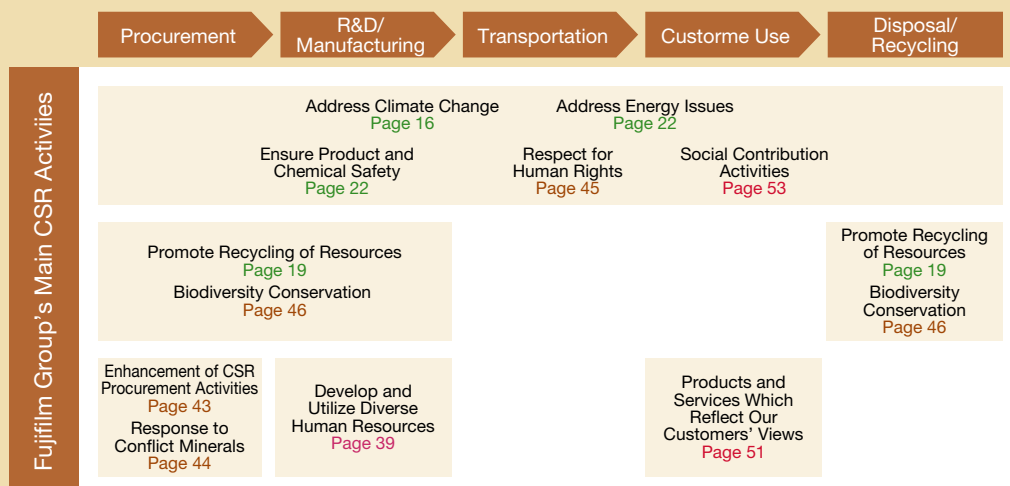 Procurement
R&D/
Manufacturing
Transportation
Custorme Use
Disposal/
Recycling
Fujifilm Group's Main CSR Activiies
Address Climate Change
Page 16
Address Energy Issues
Page 22
Ensure Product and
Chemical Safety
Page 22
Respect for
Human Rights
Page 45
Social Contribution
Activities
Page 53
Promote Recycling of Resources
Page 19
Biodiversity Conservation
Page 46
Promote Recycling
of Resources
Page 19
Biodiversity
Conservation
Page 46
Enhancement of CSR
Procurement Activities
Page 43
Response to
Conflict Minerals
Page 44
Develop and
Utilize Diverse
Human Resources
Page 39
Products and
Services Which
Reflect Our
Customers' Views
Page 51